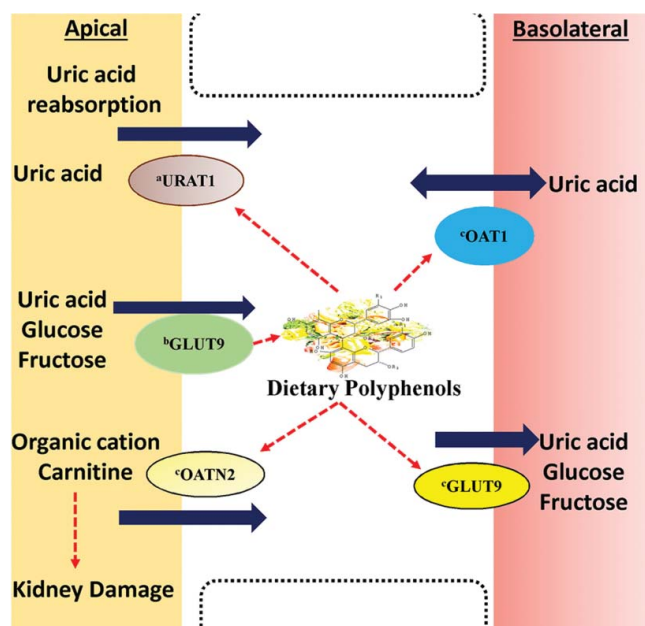 Apical
Basolateral
Uric acid
reabsorption
Uric acid
ᵃURAT1
Uric acid
ᶜOAT1
Uric acid
Glucose
Fructose
ᵇGLUT9
Dietary Polyphenols
Organic cation
Carnitine
ᶜOATN2
ᶜGLUT9
Uric acid
Glucose
Fructose
Kidney Damage